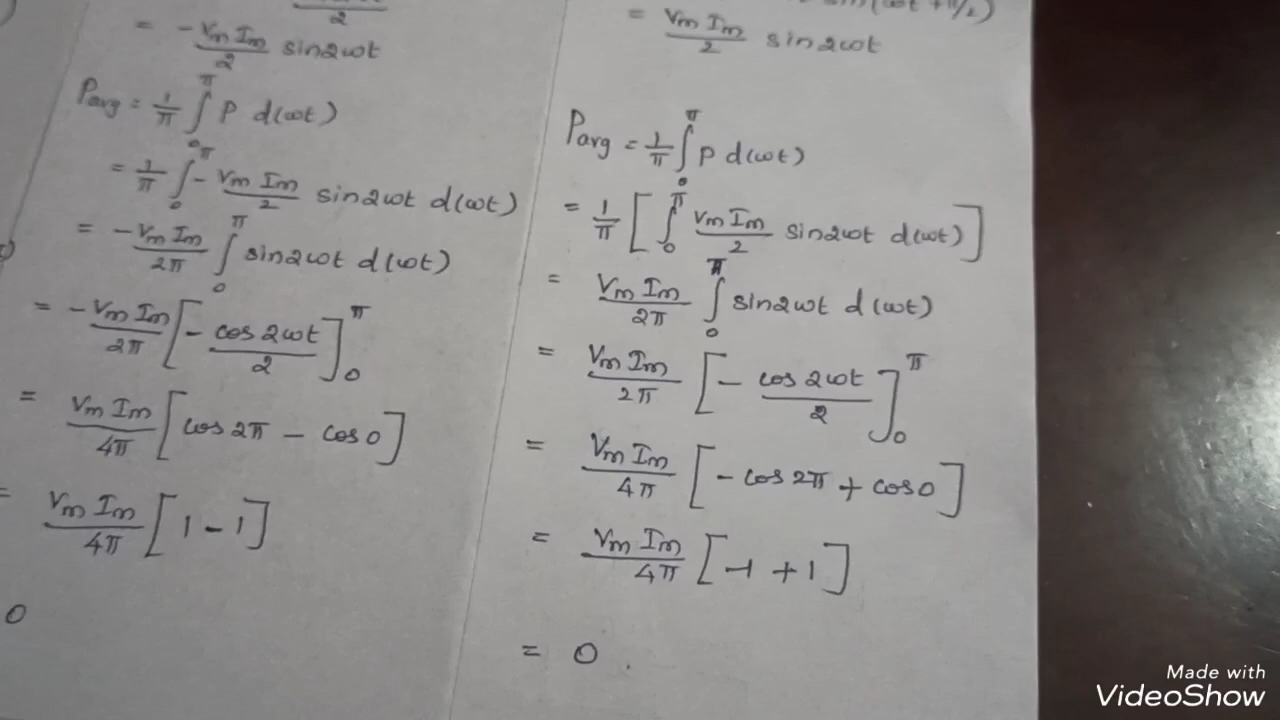 2
= - Vm Im / 2 sin2ωt
Pavg = 1/π ∫₀^π P d(ωt)
= 1/π ∫₀^π - Vm Im / 2 sin2ωt d(ωt)
= - Vm Im / 2π ∫₀^π sin2ωt d(ωt)
= - Vm Im / 2π [ - cos 2ωt / 2 ]₀^π
= Vm Im / 4π [ cos 2π - cos 0 ]
= Vm Im / 4π [ 1 - 1 ]
0
sin(ωt + π/2)
= Vm Im / 2 sin2ωt
Pavg = 1/π ∫₀^π P d(ωt)
= 1/π [ ∫₀^π Vm Im / 2 sin2ωt d(ωt) ]
= Vm Im / 2π ∫₀^π sin2ωt d(ωt)
= Vm Im / 2π [ - cos 2ωt / 2 ]₀^π
= Vm Im / 4π [ - cos 2π + cos 0 ]
= Vm Im / 4π [ -1 + 1 ]
= 0 .
Made with
VideoShow